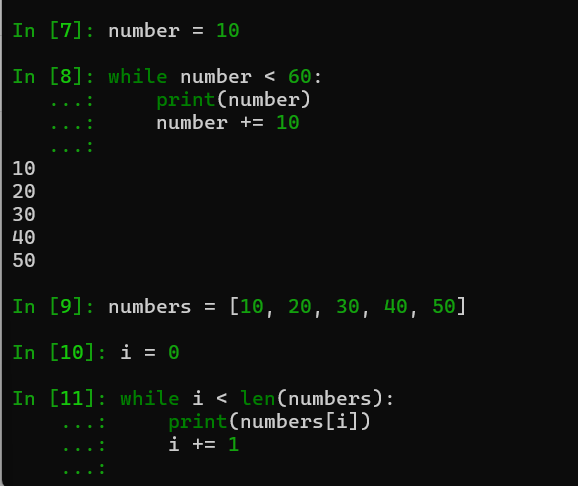 In [7]: number = 10
In [8]: while number < 60:
   ...:     print(number)
   ...:     number += 10
   ...:
10
20
30
40
50
In [9]: numbers = [10, 20, 30, 40, 50]
In [10]: i = 0
In [11]: while i < len(numbers):
    ...:     print(numbers[i])
    ...:     i += 1
    ...: